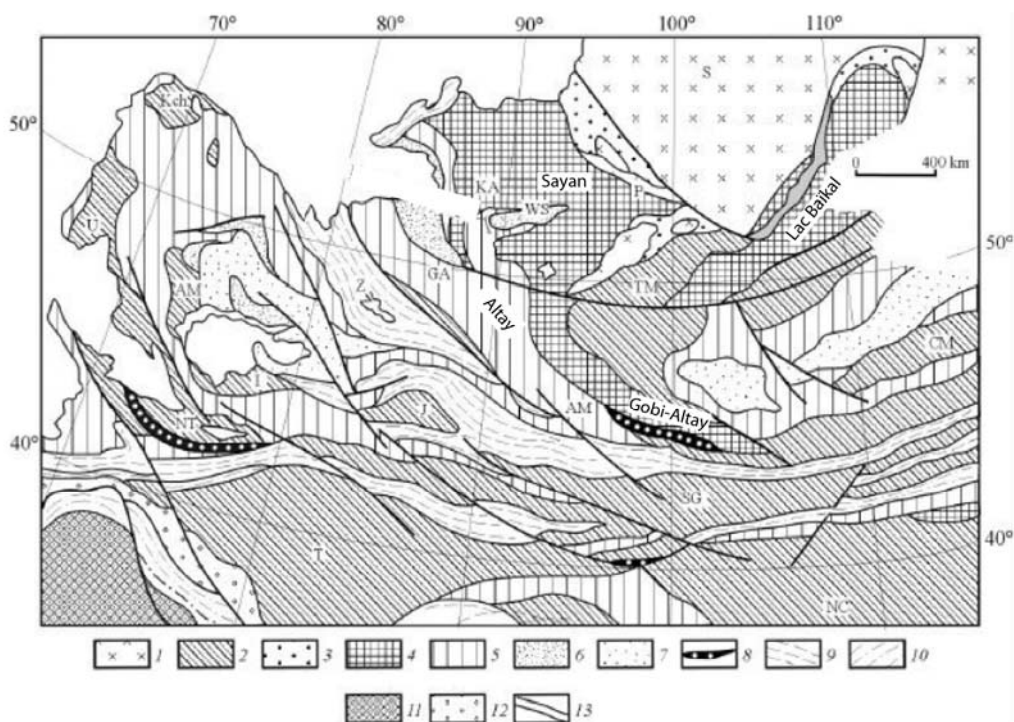 70° 80° 90° 100° 110°
S
Kch
50°
0 400 km
KA Sayan P
WS
U
Lac Baïkal
50°
GA TM
AM Z
Altay
CM
I
J AM Gobi-Altay
NT
40°
SG
40°
T
NC
1 2 3 4 5 6 7 8 9 10
11 12 13